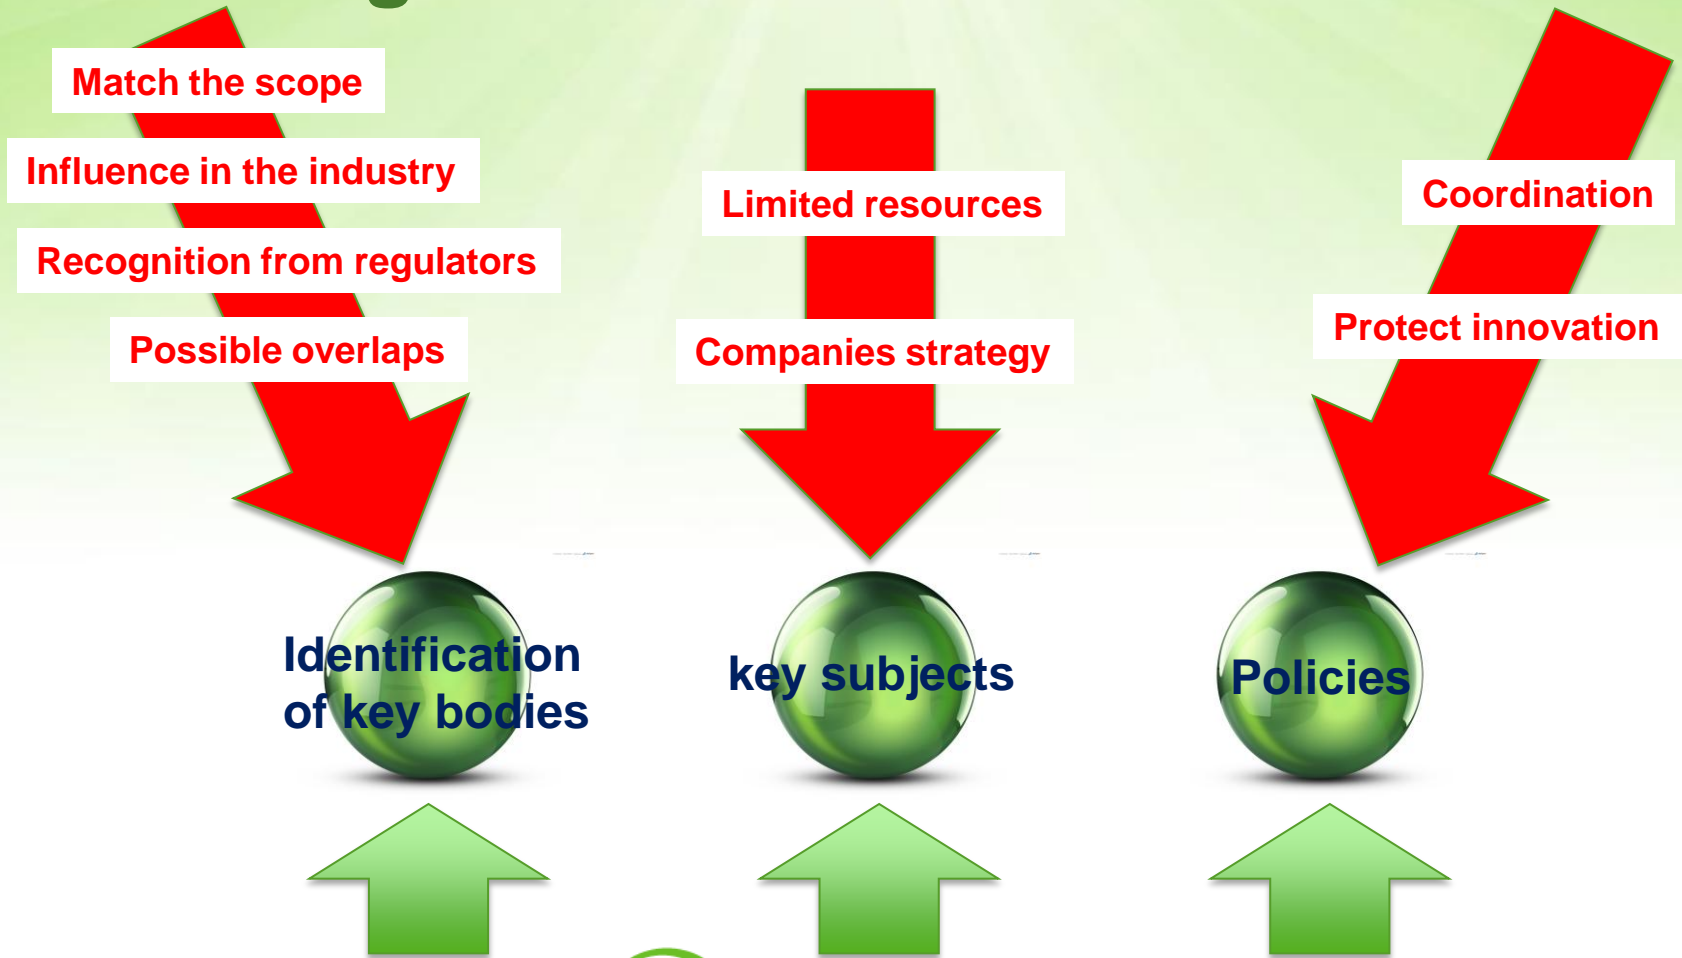 Match the scope
Influence in the industry
Recognition from regulators
Possible overlaps
Limited resources
Companies strategy
Coordination
Protect innovation
Identification
of key bodies
key subjects
Policies